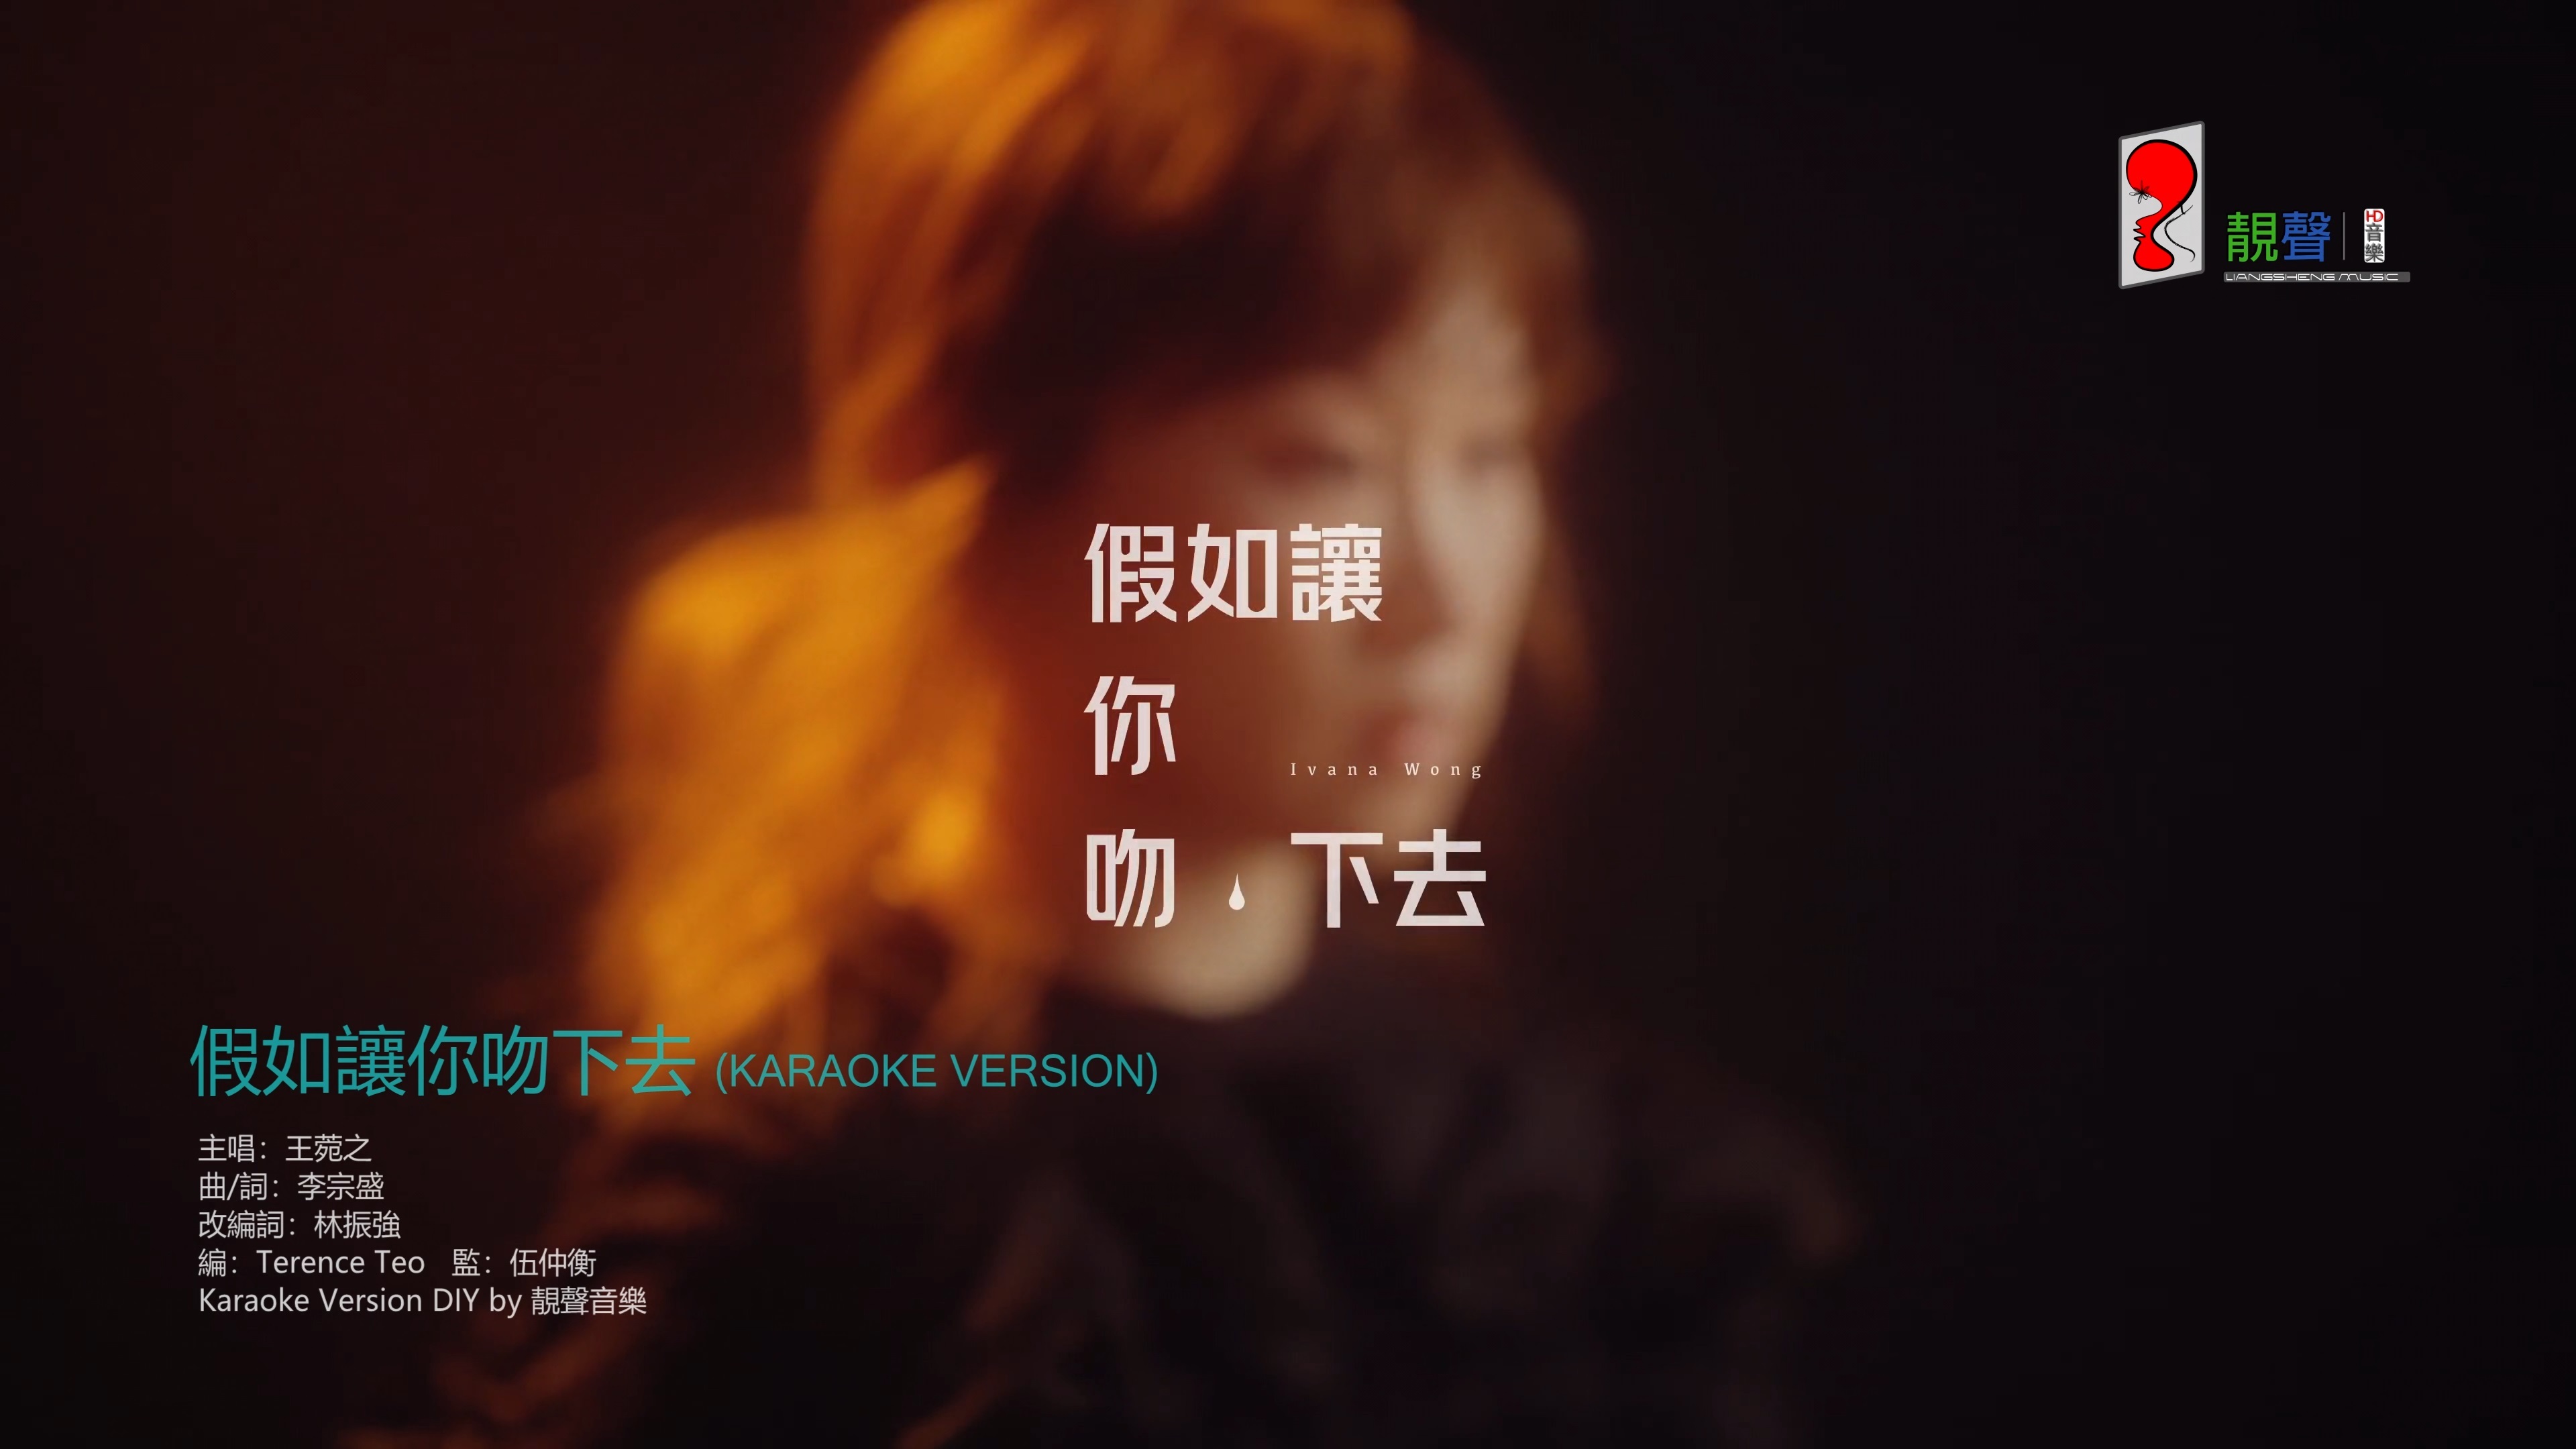 靚聲
HD
音樂
LIANGSHENG MUSIC
假如讓
你
Ivana Wong
吻 下去
假如讓你吻下去 (KARAOKE VERSION)
主唱：王菀之
曲/詞：李宗盛
改編詞：林振強
編：Terence Teo 監：伍仲衡
Karaoke Version DIY by 靚聲音樂